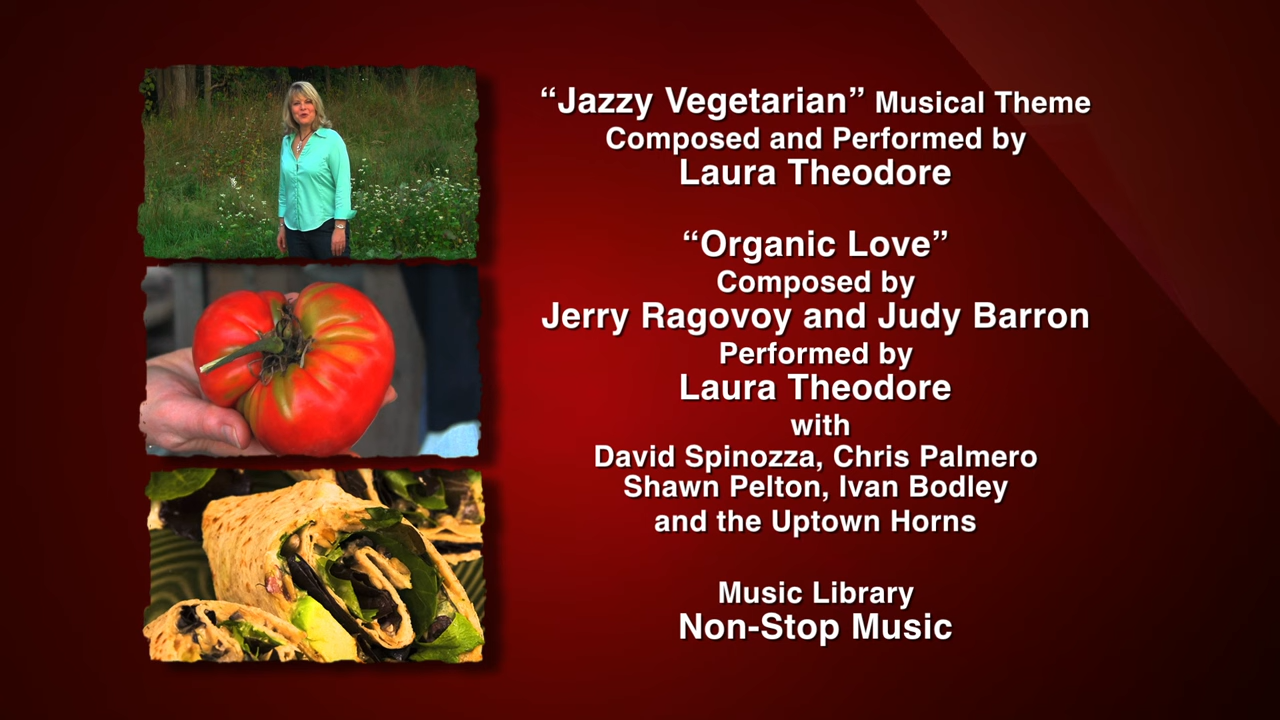 “Jazzy Vegetarian” Musical Theme
Composed and Performed by
Laura Theodore
“Organic Love”
Composed by
Jerry Ragovoy and Judy Barron
Performed by
Laura Theodore
with
David Spinozza, Chris Palmero
Shawn Pelton, Ivan Bodley
and the Uptown Horns
Music Library
Non-Stop Music